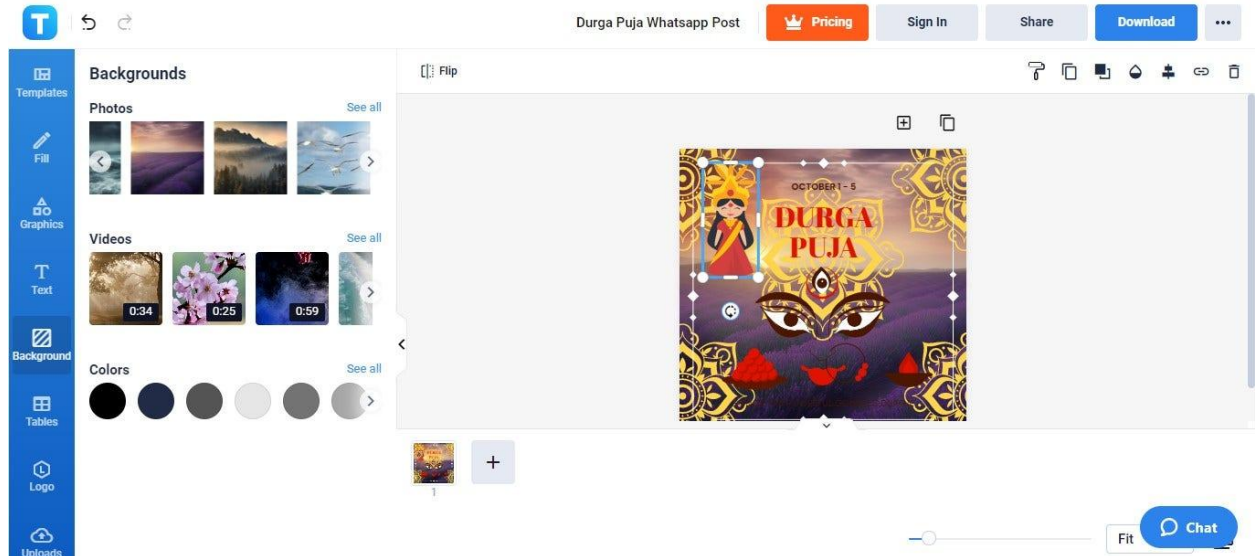 T
Durga Puja Whatsapp Post
Pricing
Sign In
Share
Download
Templates
Fill
Graphics
T
Text
Background
Tables
L
Logo
Uploads
Backgrounds
Photos
See all
Videos
See all
0:34
0:25
0:59
Colors
See all
Flip
OCTOBER 1 - 5
DURGA
PUJA
1
Fit
Chat